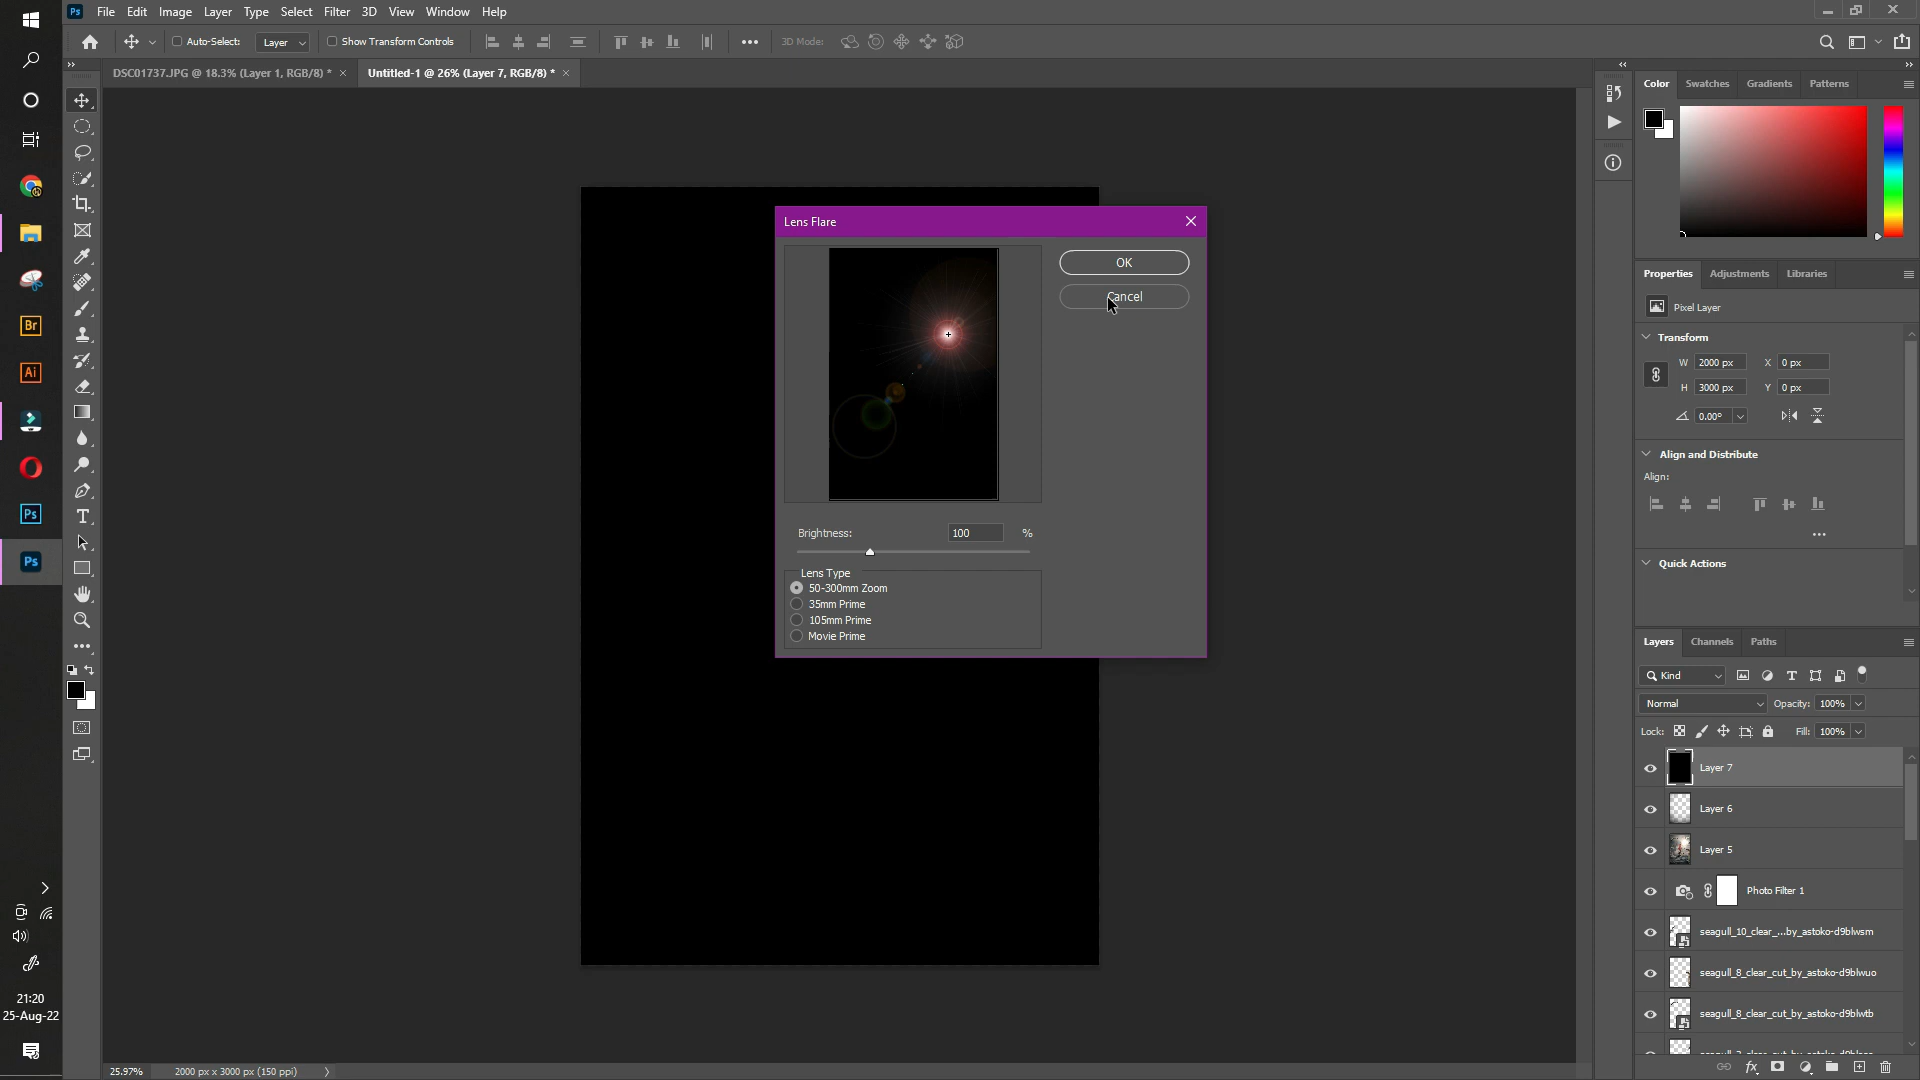 Ps File Edit Image Layer Type Select Filter 3D View Window Help
Auto-Select: Layer Show Transform Controls 3D Mode:
DSC01737.JPG @ 18.3% (Layer 1, RGB/8) * Untitled-1 @ 26% (Layer 7, RGB/8) *
Lens Flare
OK
Cancel
Brightness: 100 %
Lens Type
50-300mm Zoom
35mm Prime
105mm Prime
Movie Prime
Color Swatches Gradients Patterns
Properties Adjustments Libraries
Pixel Layer
Transform
W 2000 px X 0 px
H 3000 px Y 0 px
0.00°
Align and Distribute
Align:
Quick Actions
Layers Channels Paths
Kind
Normal Opacity: 100%
Lock: Fill: 100%
Layer 7
Layer 6
Layer 5
Photo Filter 1
seagull_10_clear_...by_astoko-d9blwsm
seagull_8_clear_cut_by_astoko-d9blwuo
seagull_8_clear_cut_by_astoko-d9blwtb
Br
Ai
Ps
Ps
21:20
25-Aug-22
25.97% 2000 px x 3000 px (150 ppi)